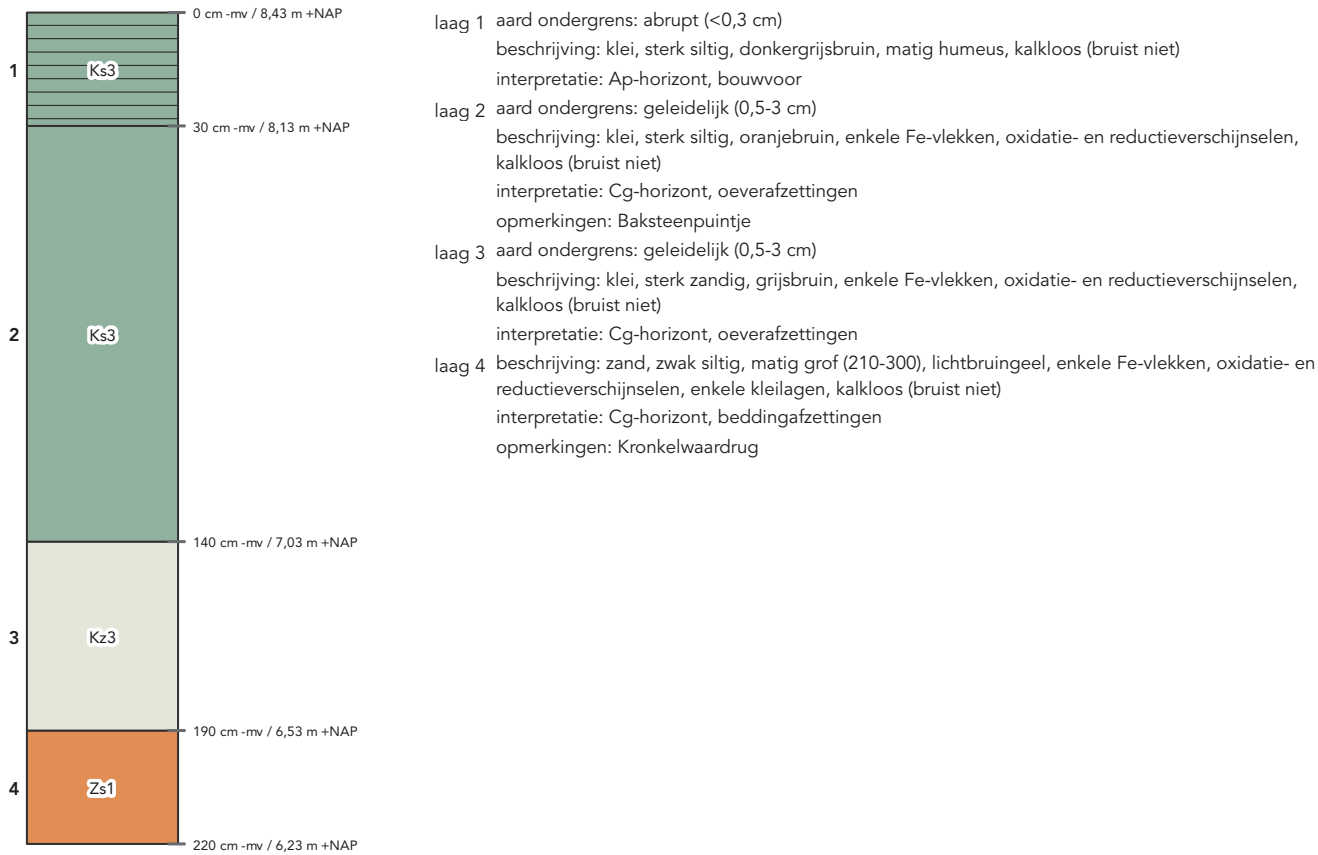 0 cm -mv / 8,43 m +NAP
1
Ks3
30 cm -mv / 8,13 m +NAP
2
Ks3
140 cm -mv / 7,03 m +NAP
3
Kz3
190 cm -mv / 6,53 m +NAP
4
Zs1
220 cm -mv / 6,23 m +NAP
laag 1 aard ondergrens: abrupt (<0,3 cm)
beschrijving: klei, sterk siltig, donkergrijsbruin, matig humeus, kalkloos (bruist niet)
interpretatie: Ap-horizont, bouwvoor
laag 2 aard ondergrens: geleidelijk (0,5-3 cm)
beschrijving: klei, sterk siltig, oranjebruin, enkele Fe-vlekken, oxidatie- en reductieverschijnselen,
kalkloos (bruist niet)
interpretatie: Cg-horizont, oeverafzettingen
opmerkingen: Baksteenpuintje
laag 3 aard ondergrens: geleidelijk (0,5-3 cm)
beschrijving: klei, sterk zandig, grijsbruin, enkele Fe-vlekken, oxidatie- en reductieverschijnselen,
kalkloos (bruist niet)
interpretatie: Cg-horizont, oeverafzettingen
laag 4 beschrijving: zand, zwak siltig, matig grof (210-300), lichtbruingeel, enkele Fe-vlekken, oxidatie- en
reductieverschijnselen, enkele kleilagen, kalkloos (bruist niet)
interpretatie: Cg-horizont, beddingafzettingen
opmerkingen: Kronkelwaardrug